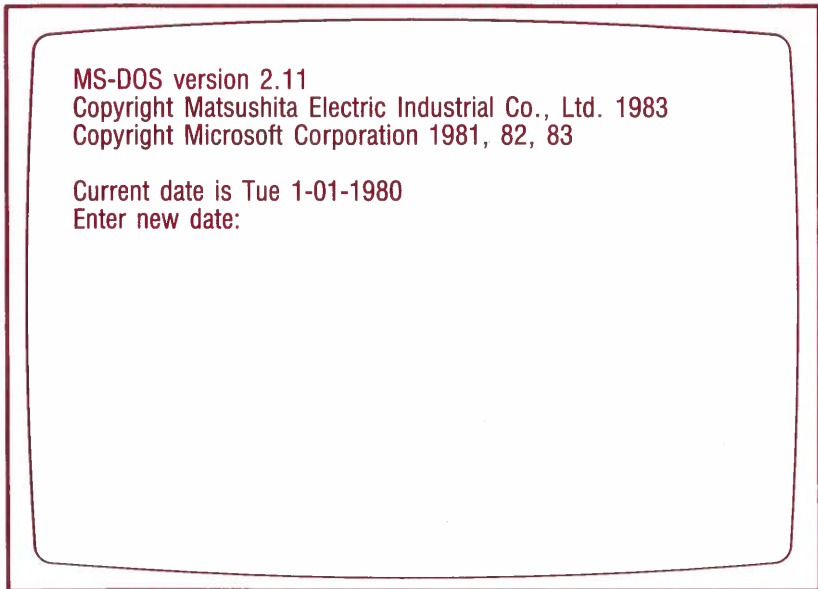 MS-DOS version 2.11
Copyright Matsushita Electric Industrial Co., Ltd. 1983
Copyright Microsoft Corporation 1981, 82, 83
Current date is Tue 1-01-1980
Enter new date: